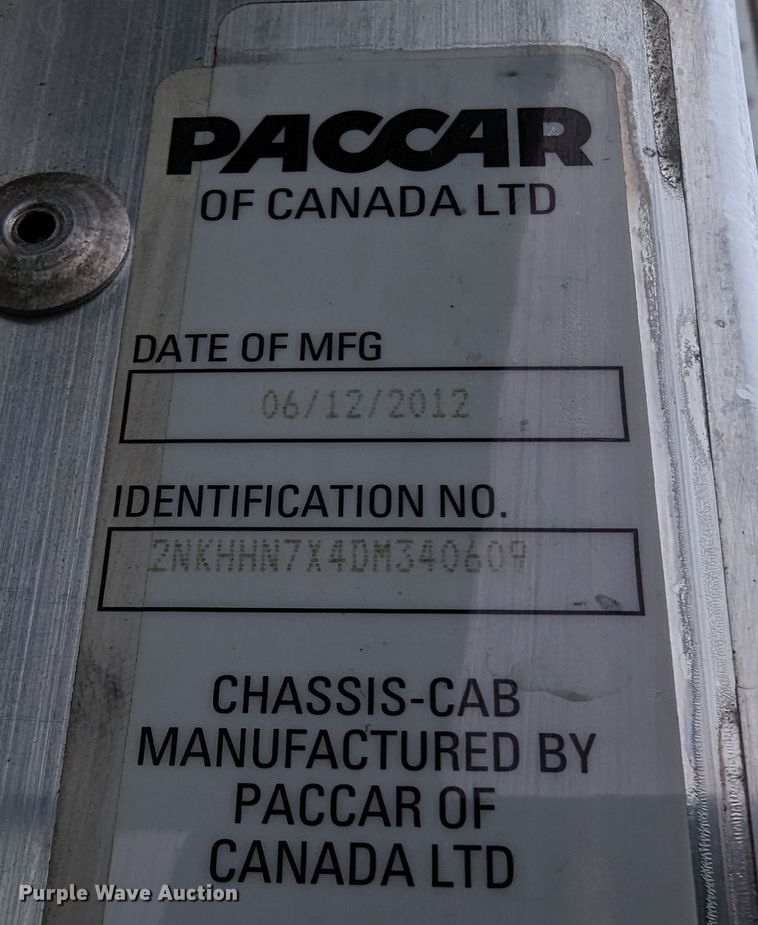 PACCAR
OF CANADA LTD
DATE OF MFG
06/12/2012
IDENTIFICATION NO.
2NKHHN7X4DM340609
CHASSIS-CAB
MANUFACTURED BY
PACCAR OF
CANADA LTD
Purple Wave Auction